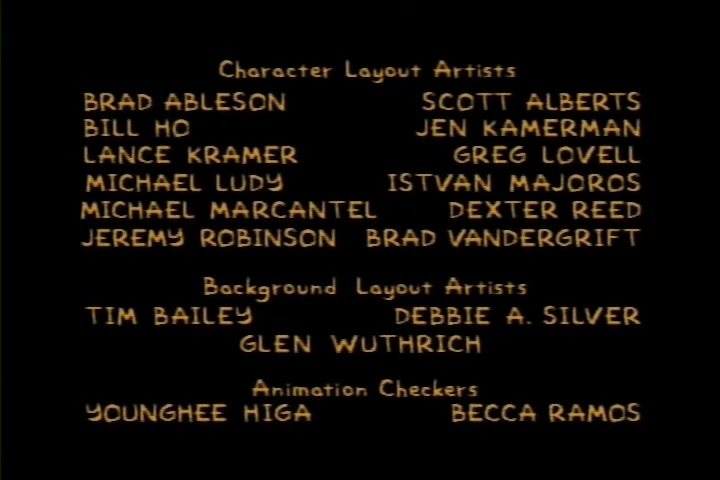 Character Layout Artists
BRAD ABLESON SCOTT ALBERTS
BILL HO JEN KAMERMAN
LANCE KRAMER GREG LOVELL
MICHAEL LUDY ISTVAN MAJOROS
MICHAEL MARCANTEL DEXTER REED
JEREMY ROBINSON BRAD VANDERGRIFT
Background Layout Artists
TIM BAILEY DEBBIE A. SILVER
GLEN WUTHRICH
Animation Checkers
YOUNGHEE HIGA BECCA RAMOS